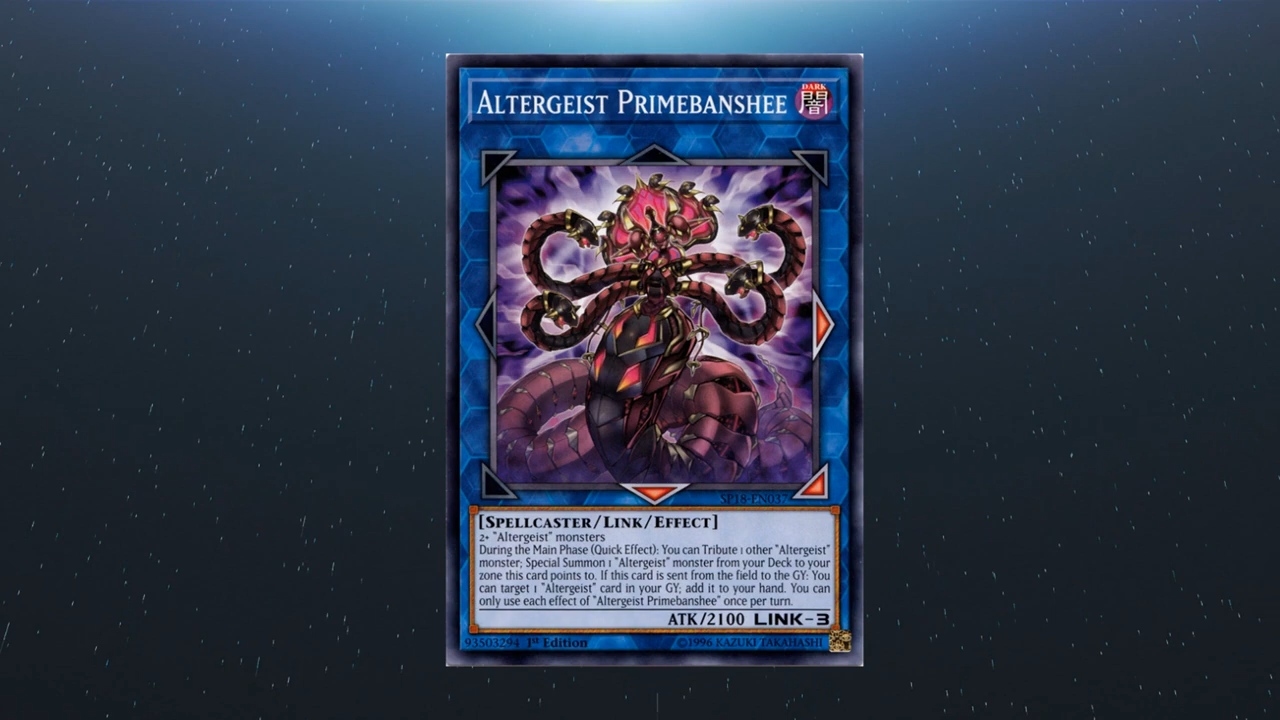 ALTERGEIST PRIMEBANSHEE
DARK
闇
SP18-EN037
[SPELLCASTER/LINK/EFFECT]
2+ "Altergeist" monsters
During the Main Phase (Quick Effect): You can Tribute 1 other "Altergeist"
monster; Special Summon 1 "Altergeist" monster from your Deck to your
zone this card points to. If this card is sent from the field to the GY: You
can target 1 "Altergeist" card in your GY; add it to your hand. You can
only use each effect of "Altergeist Primebanshee" once per turn.
ATK/2100 LINK-3
93503294 1st Edition ©1996 KAZUKI TAKAHASHI